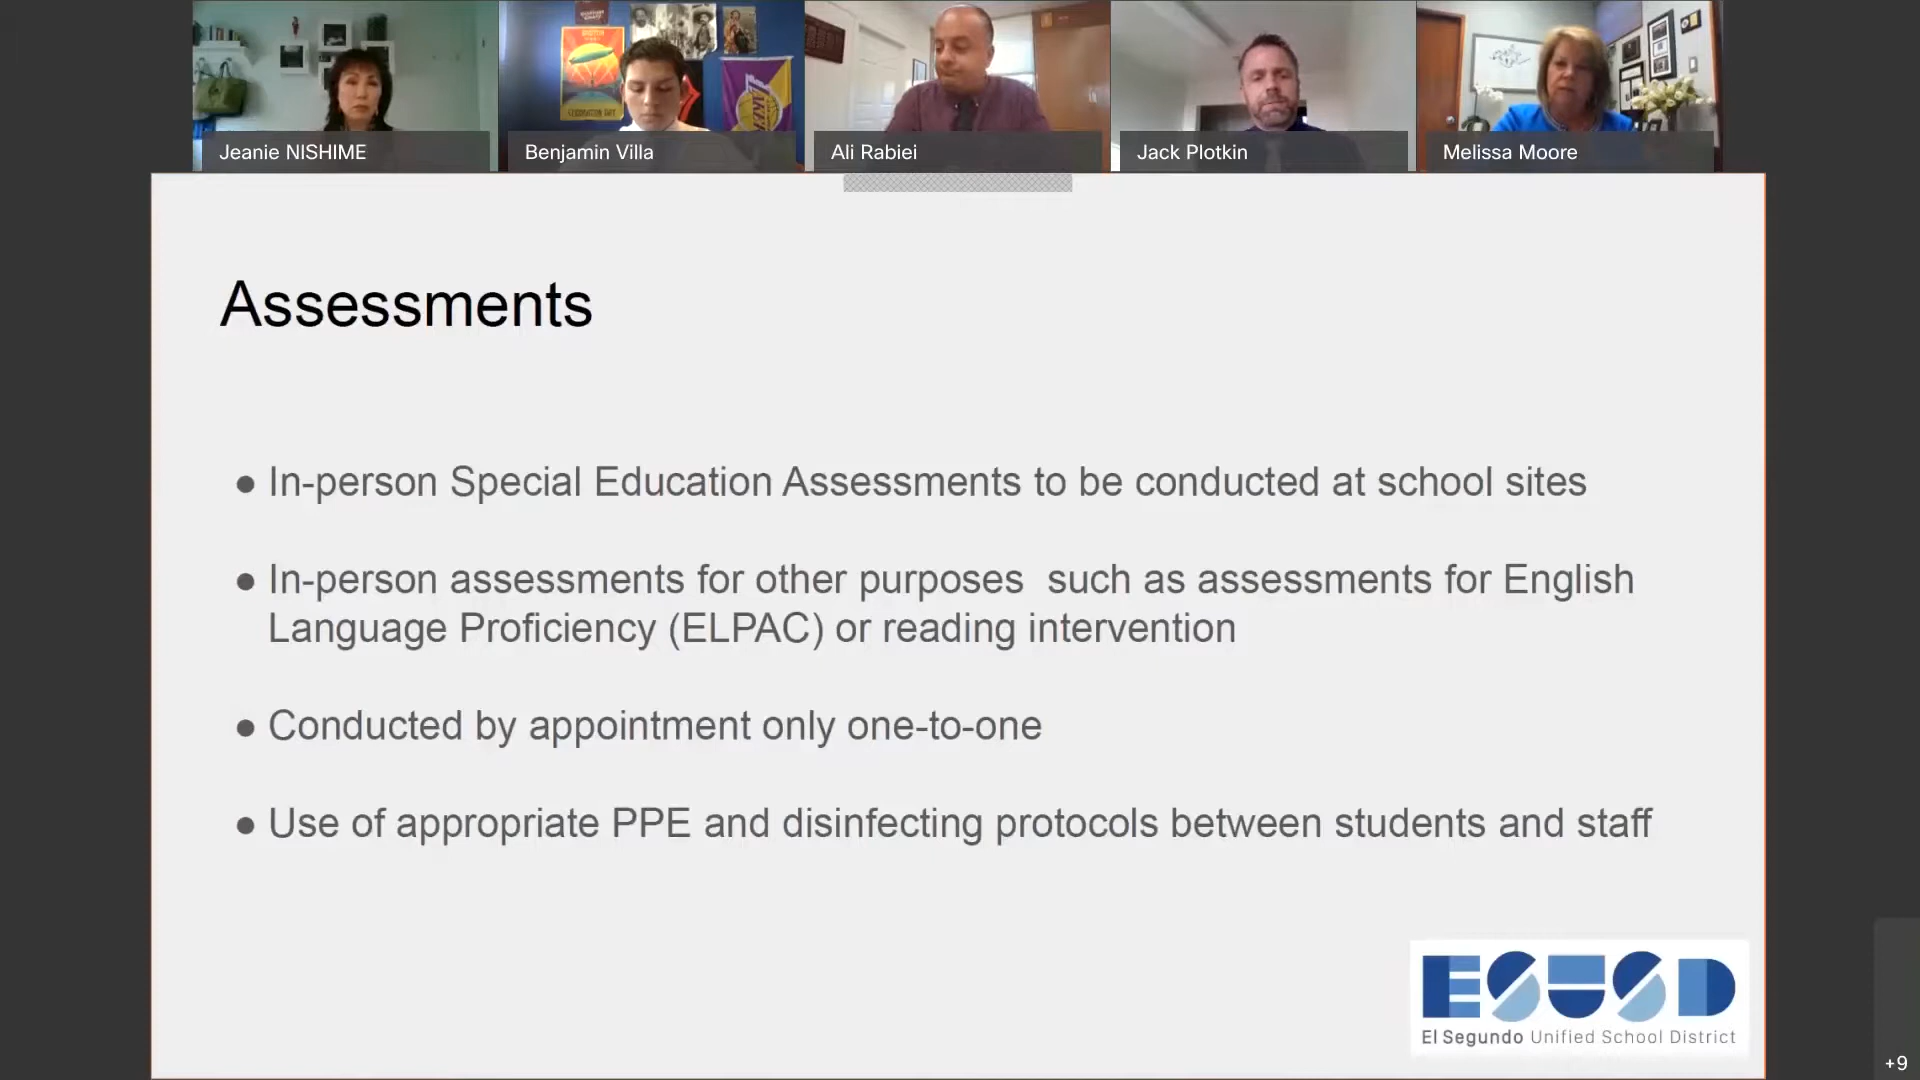 Jeanie NISHIME
Benjamin Villa
Ali Rabiei
Jack Plotkin
Melissa Moore
Assessments
● In-person Special Education Assessments to be conducted at school sites
● In-person assessments for other purposes  such as assessments for English
Language Proficiency (ELPAC) or reading intervention
● Conducted by appointment only one-to-one
● Use of appropriate PPE and disinfecting protocols between students and staff
ESUSD
El Segundo Unified School District
+9